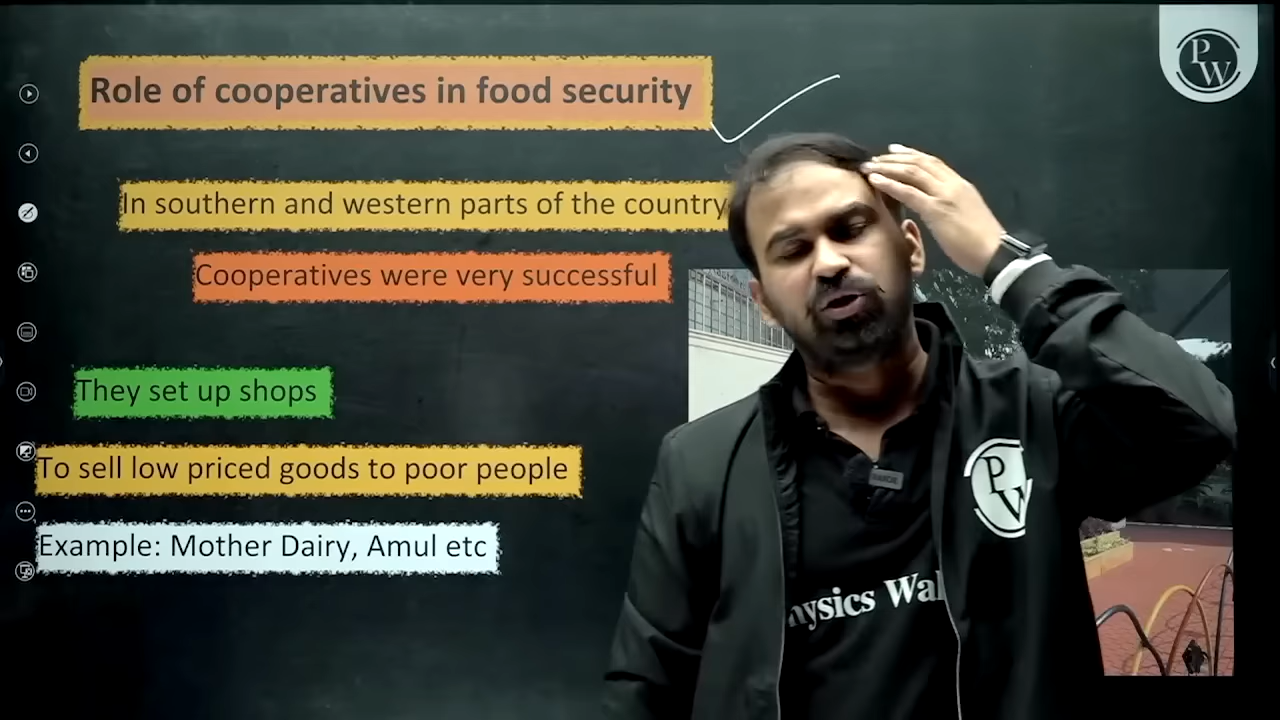 Role of cooperatives in food security
In southern and western parts of the country
Cooperatives were very successful
They set up shops
To sell low priced goods to poor people
Example: Mother Dairy, Amul etc
PW
PW
hysics Wal